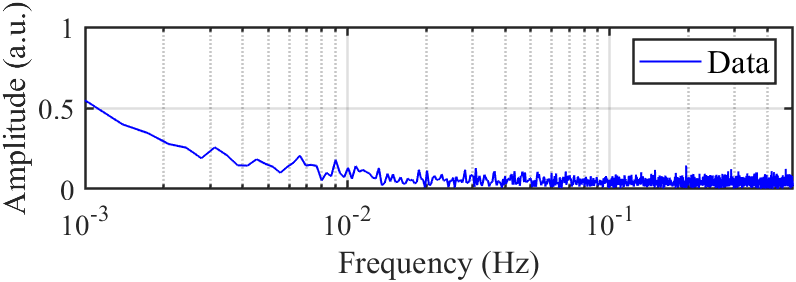 Amplitude (a.u.)
1
0.5
0
Data
10^-3
10^-2
10^-1
Frequency (Hz)